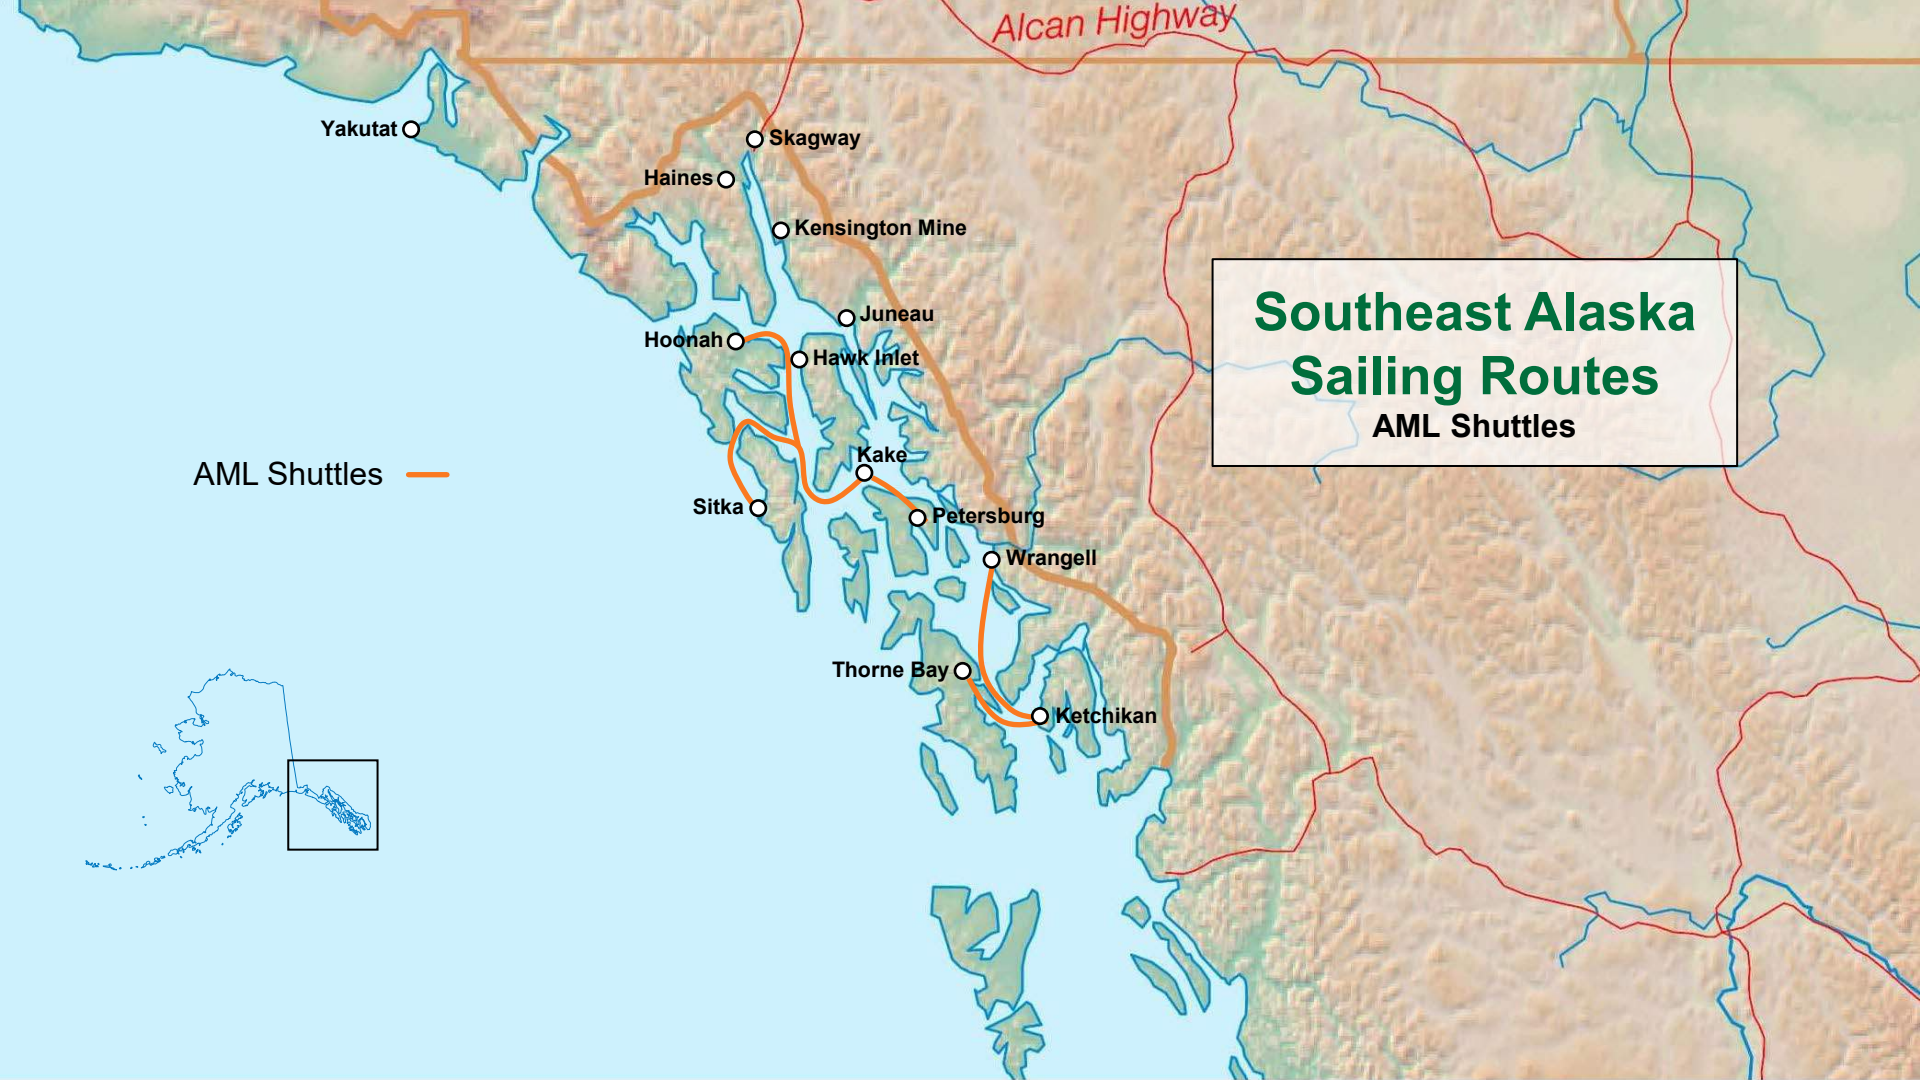 Alcan Highway
Yakutat
Skagway
Haines
Kensington Mine
Southeast Alaska
Sailing Routes
AML Shuttles
Juneau
Hoonah
Hawk Inlet
Kake
AML Shuttles
Sitka
Petersburg
Wrangell
Thorne Bay
Ketchikan